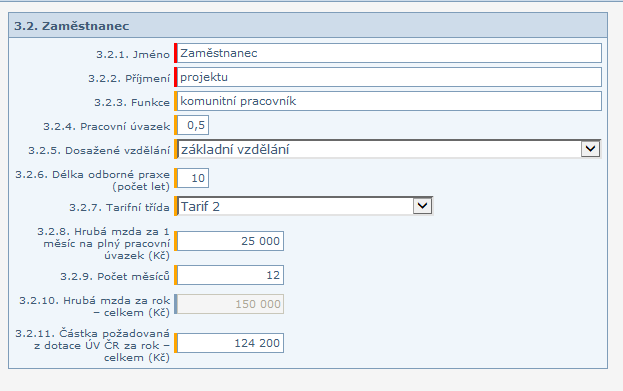 3.2. Zaměstnanec
3.2.1. Jméno Zaměstnanec
3.2.2. Příjmení projektu
3.2.3. Funkce komunitní pracovník
3.2.4. Pracovní úvazek 0,5
3.2.5. Dosažené vzdělání základní vzdělání
3.2.6. Délka odborné praxe
(počet let) 10
3.2.7. Tarifní třída Tarif 2
3.2.8. Hrubá mzda za 1
měsíc na plný pracovní 25 000
úvazek (Kč)
3.2.9. Počet měsíců 12
3.2.10. Hrubá mzda za rok
– celkem (Kč) 150 000
3.2.11. Částka požadovaná
z dotace ÚV ČR za rok – 124 200
celkem (Kč)